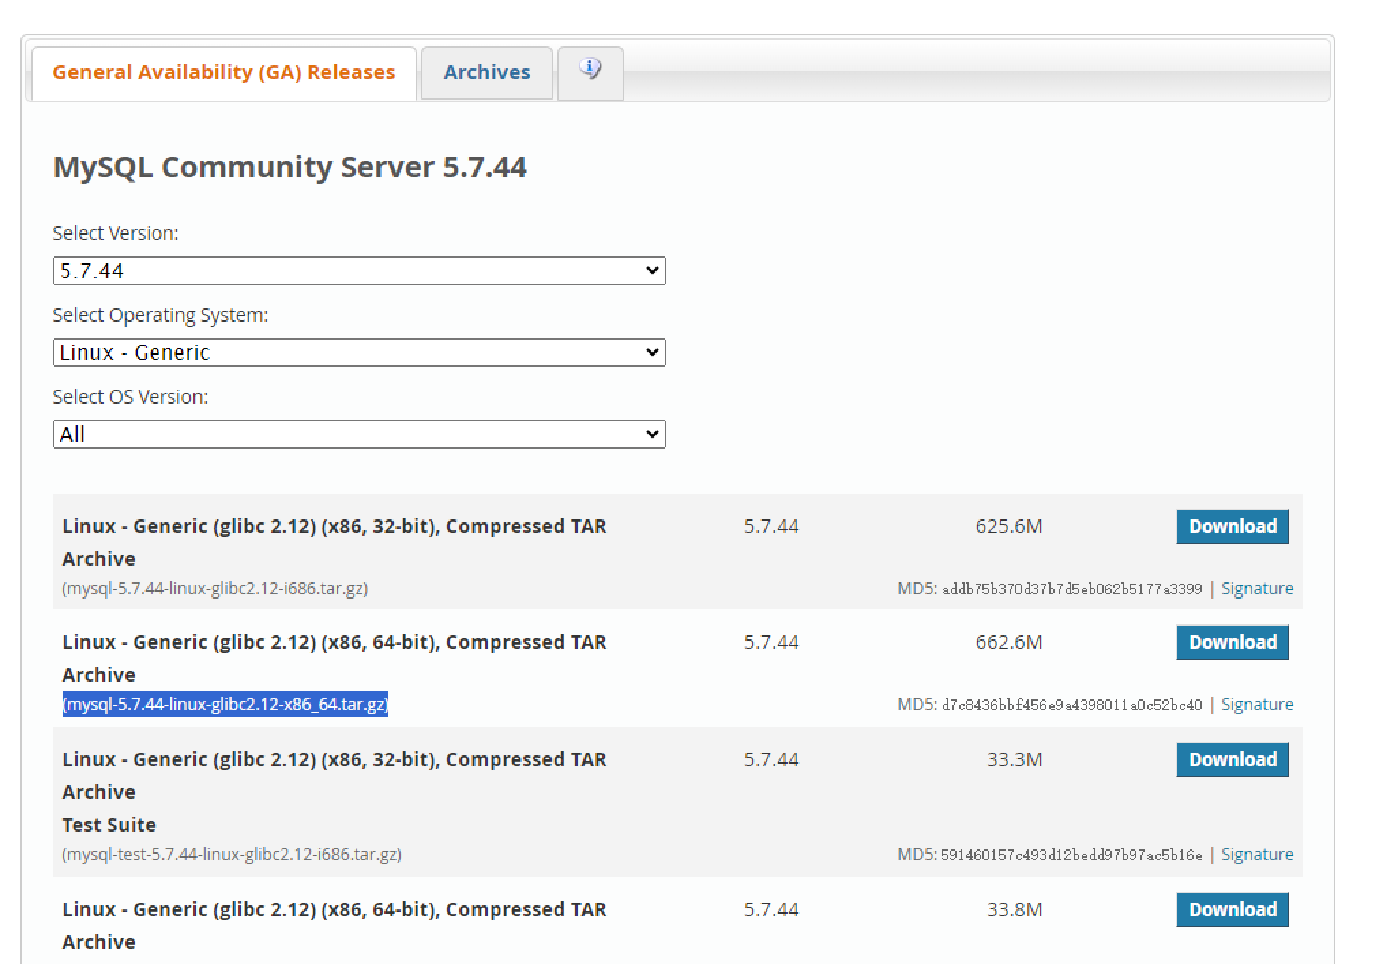 General Availability (GA) Releases
Archives
MySQL Community Server 5.7.44
Select Version:
5.7.44
Select Operating System:
Linux - Generic
Select OS Version:
All
Linux - Generic (glibc 2.12) (x86, 32-bit), Compressed TAR 5.7.44 625.6M Download
Archive
(mysql-5.7.44-linux-glibc2.12-i686.tar.gz) MD5: addb75b370d37b7d5eb062b5177a3399 | Signature
Linux - Generic (glibc 2.12) (x86, 64-bit), Compressed TAR 5.7.44 662.6M Download
Archive
(mysql-5.7.44-linux-glibc2.12-x86_64.tar.gz) MD5: d7c8436bbf456e9a4398011a0c52bc40 | Signature
Linux - Generic (glibc 2.12) (x86, 32-bit), Compressed TAR 5.7.44 33.3M Download
Archive
Test Suite
(mysql-test-5.7.44-linux-glibc2.12-i686.tar.gz) MD5: 591460157c493d12bedd97b97ac5b16e | Signature
Linux - Generic (glibc 2.12) (x86, 64-bit), Compressed TAR 5.7.44 33.8M Download
Archive